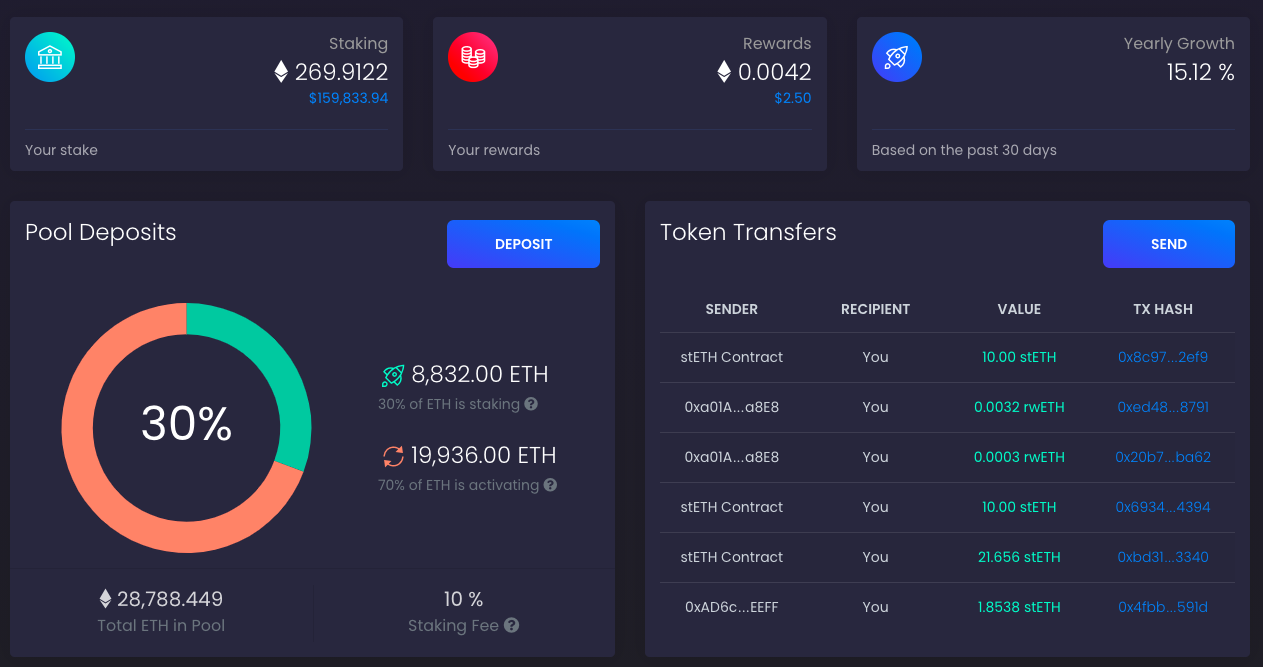 Staking
269.9122
$159,833.94
Your stake
Rewards
0.0042
$2.50
Your rewards
Yearly Growth
15.12 %
Based on the past 30 days
Pool Deposits
DEPOSIT
30%
8,832.00 ETH
30% of ETH is staking ?
19,936.00 ETH
70% of ETH is activating ?
28,788.449
Total ETH in Pool
10 %
Staking Fee ?
Token Transfers
SEND
SENDER RECIPIENT VALUE TX HASH
stETH Contract You 10.00 stETH 0x8c97...2ef9
0xa01A...a8E8 You 0.0032 rwETH 0xed48...8791
0xa01A...a8E8 You 0.0003 rwETH 0x20b7...ba62
stETH Contract You 10.00 stETH 0x6934...4394
stETH Contract You 21.656 stETH 0xbd31...3340
0xAD6c...EEFF You 1.8538 stETH 0x4fbb...591d